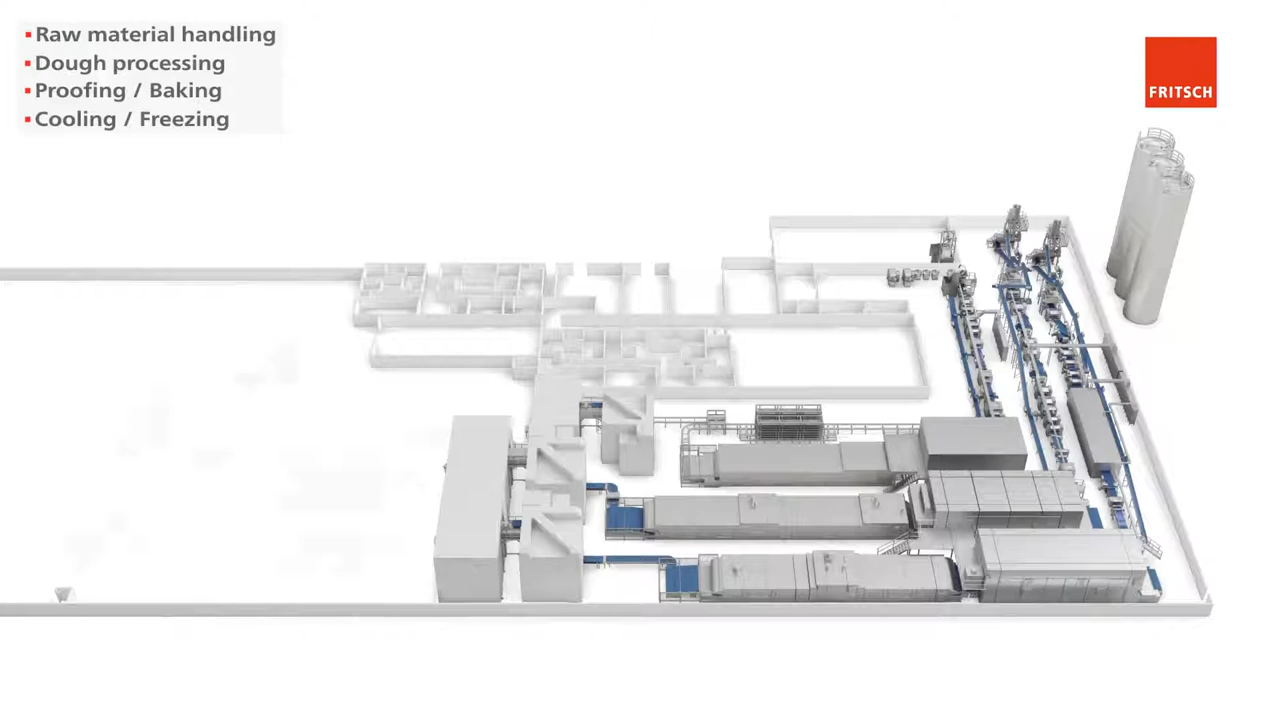 Raw material handling
Dough processing
Proofing / Baking
Cooling / Freezing
FRITSCH